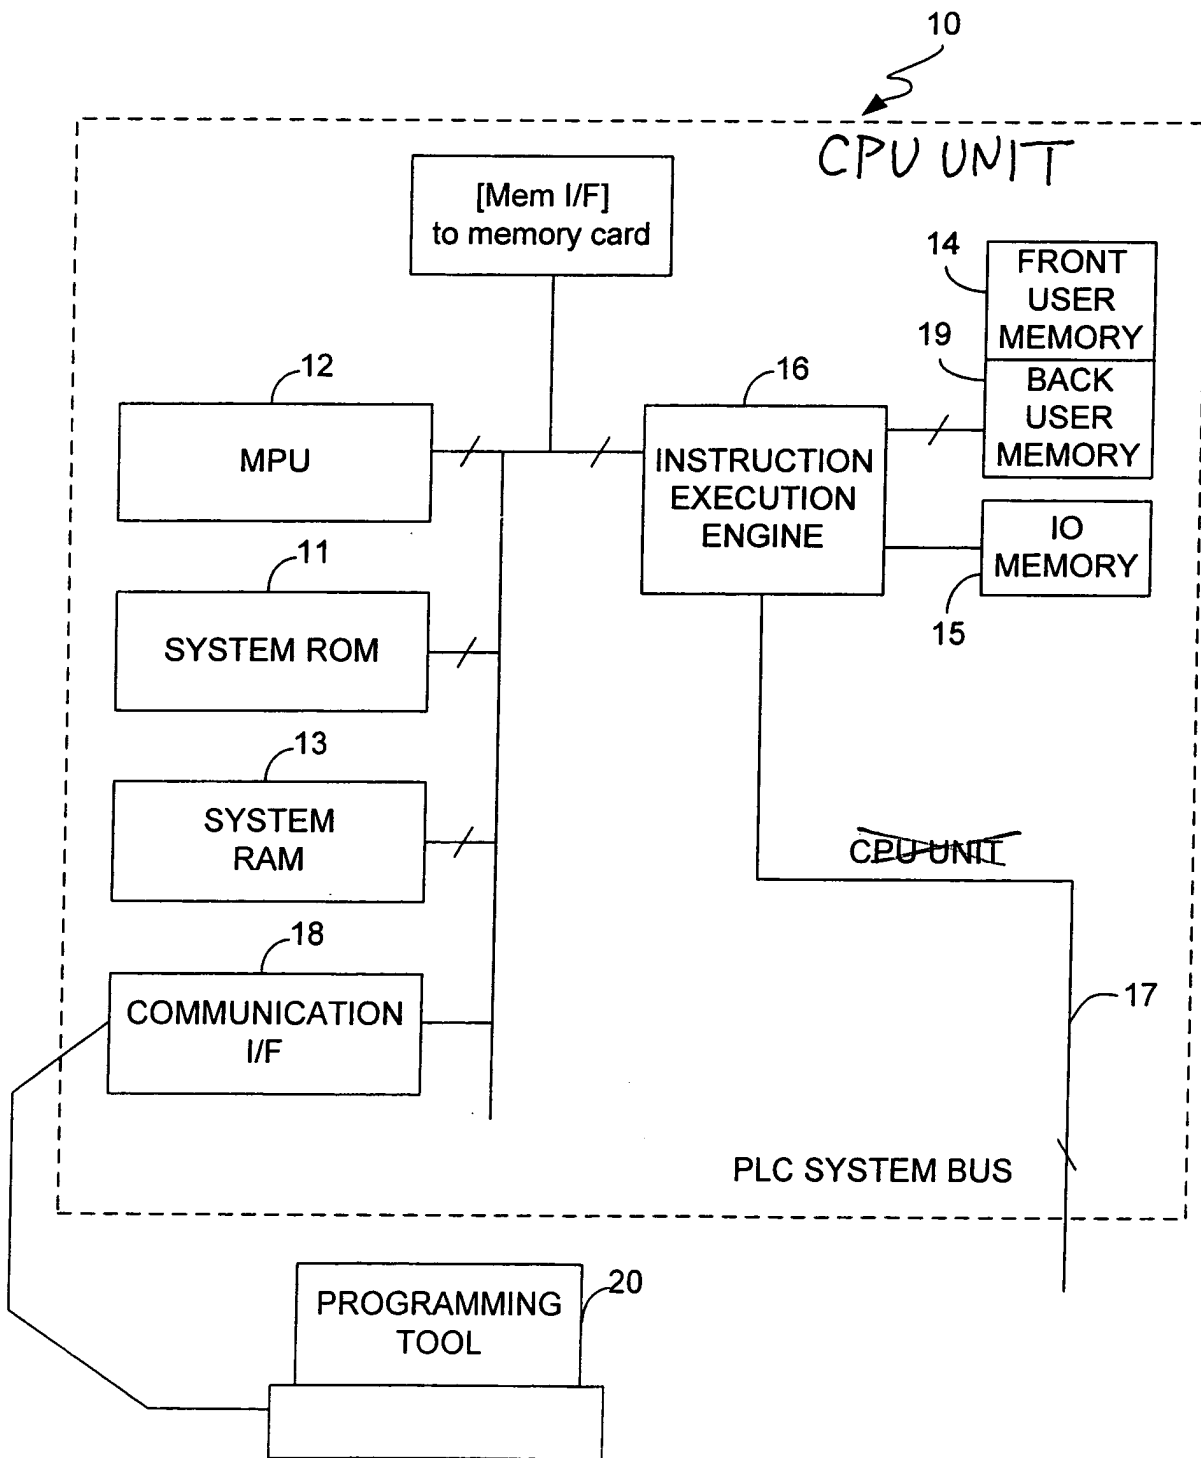 10
CPU UNIT
[Mem I/F]
to memory card
14
FRONT
USER
MEMORY
19
BACK
USER
MEMORY
12
MPU
16
INSTRUCTION
EXECUTION
ENGINE
IO
MEMORY
15
11
SYSTEM ROM
13
SYSTEM
RAM
CPU UNIT
18
COMMUNICATION
I/F
17
PLC SYSTEM BUS
PROGRAMMING
TOOL
20